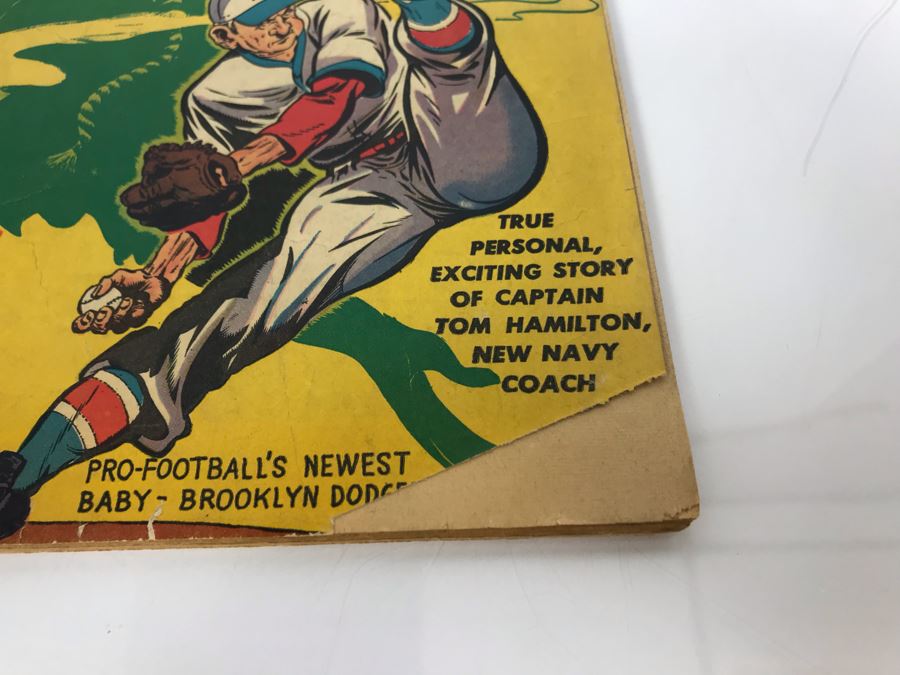 TRUE
PERSONAL,
EXCITING STORY
OF CAPTAIN
TOM HAMILTON,
NEW NAVY
COACH
PRO-FOOTBALL'S NEWEST
BABY - BROOKLYN